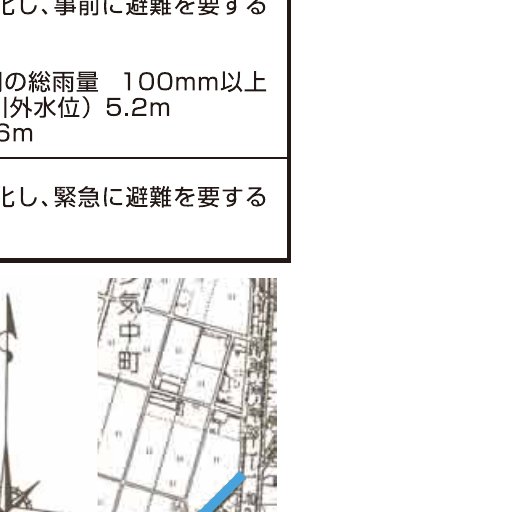 化し、事前に避難を要する
の総雨量 100mm以上
川外水位）5.2m
6m
化し、緊急に避難を要する
気中町